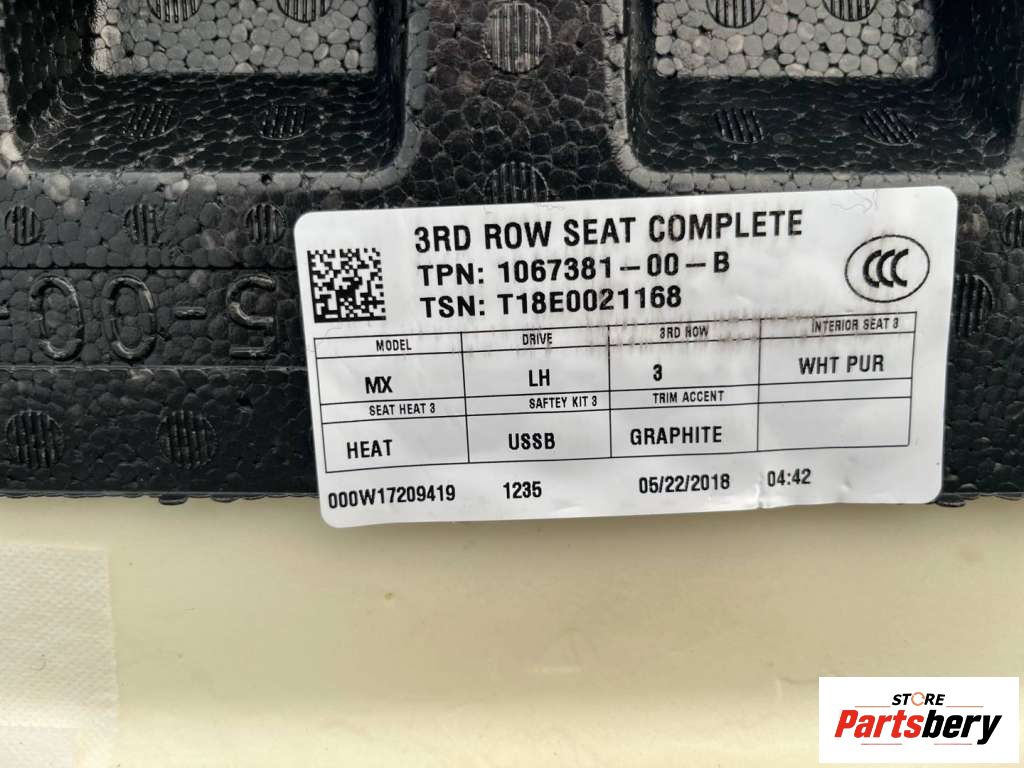 3RD ROW SEAT COMPLETE
TPN: 1067381-00-B
TSN: T18E0021168
CCC
MODEL DRIVE 3RD ROW INTERIOR SEAT 3
MX LH 3 WHT PUR
SEAT HEAT 3 SAFTEY KIT 3 TRIM ACCENT
HEAT USSB GRAPHITE
000W17209419 1235 05/22/2018 04:42
5-00-
STORE
Partsbery